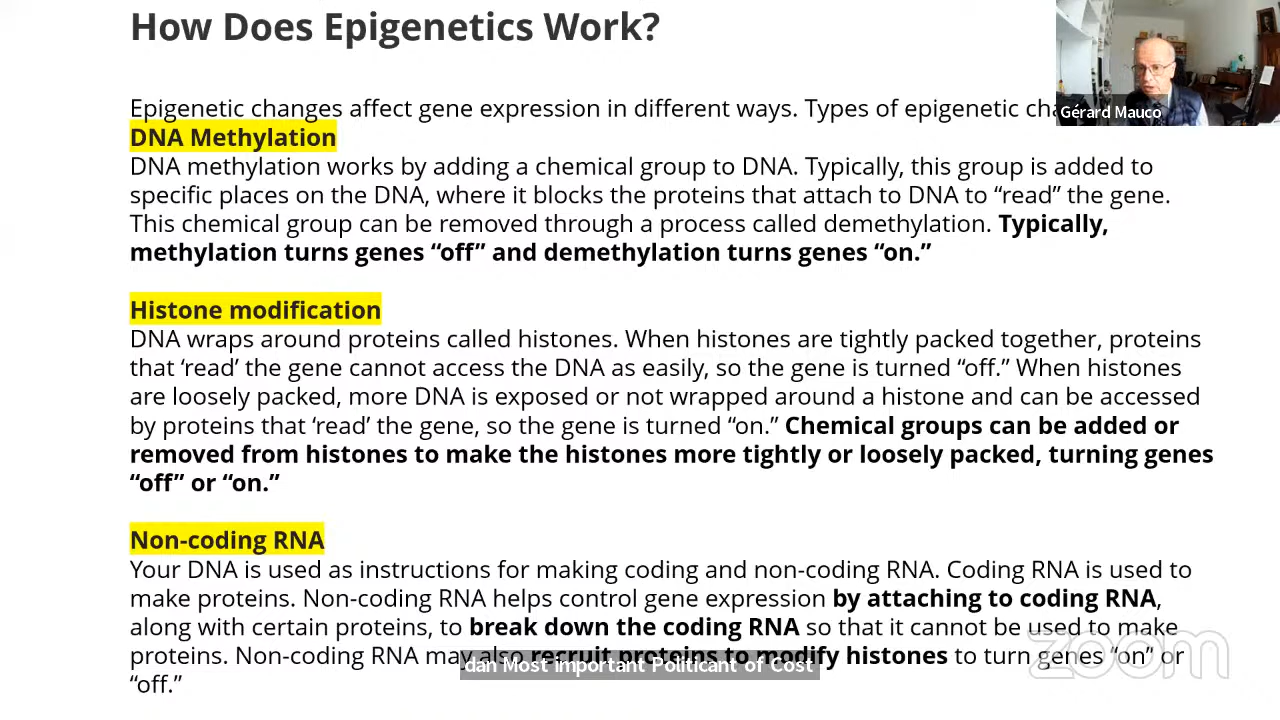 How Does Epigenetics Work?
Gérard Mauco
Epigenetic changes affect gene expression in different ways. Types of epigenetic
DNA Methylation
DNA methylation works by adding a chemical group to DNA. Typically, this group is added to
specific places on the DNA, where it blocks the proteins that attach to DNA to “read” the gene.
This chemical group can be removed through a process called demethylation. Typically,
methylation turns genes “off” and demethylation turns genes “on.”
Histone modification
DNA wraps around proteins called histones. When histones are tightly packed together, proteins
that ‘read’ the gene cannot access the DNA as easily, so the gene is turned “off.” When histones
are loosely packed, more DNA is exposed or not wrapped around a histone and can be accessed
by proteins that ‘read’ the gene, so the gene is turned “on.” Chemical groups can be added or
removed from histones to make the histones more tightly or loosely packed, turning genes
“off” or “on.”
Non-coding RNA
Your DNA is used as instructions for making coding and non-coding RNA. Coding RNA is used to
make proteins. Non-coding RNA helps control gene expression by attaching to coding RNA,
along with certain proteins, to break down the coding RNA so that it cannot be used to make
proteins. Non-coding RNA may also recruit proteins to modify histones to turn genes “on” or
“off.”
dan Most important Politicant of Cost
zoom